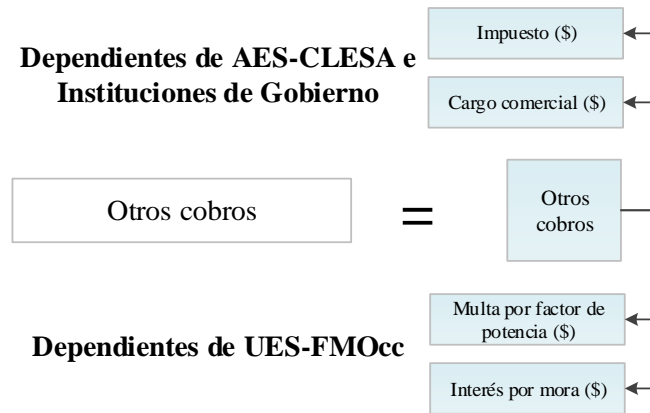 Impuesto ($)
Dependientes de AES-CLESA e
Instituciones de Gobierno
Cargo comercial ($)
Otros cobros
=
Otros
cobros
Multa por factor de
potencia ($)
Dependientes de UES-FMOcc
Interés por mora ($)